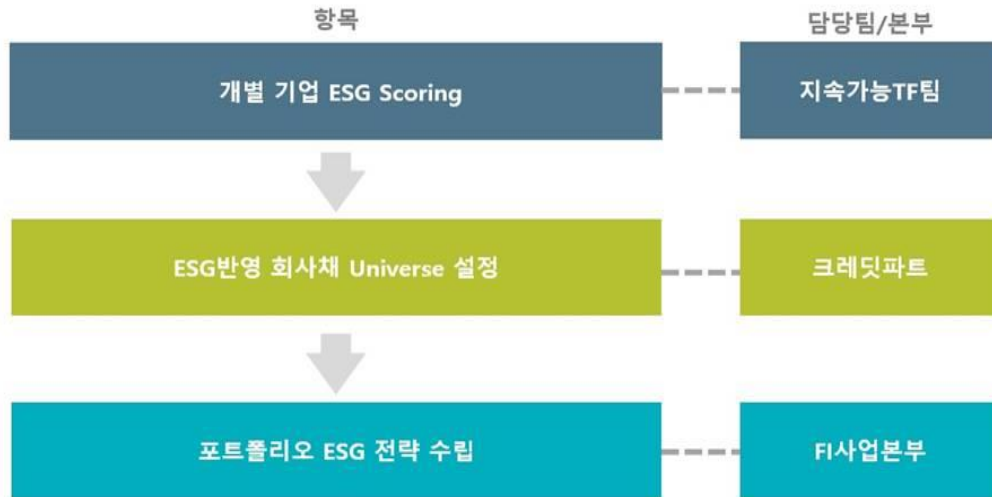 항목
담당팀/본부
개별 기업 ESG Scoring
지속가능TF팀
ESG반영 회사채 Universe 설정
크레딧파트
포트폴리오 ESG 전략 수립
FI사업본부